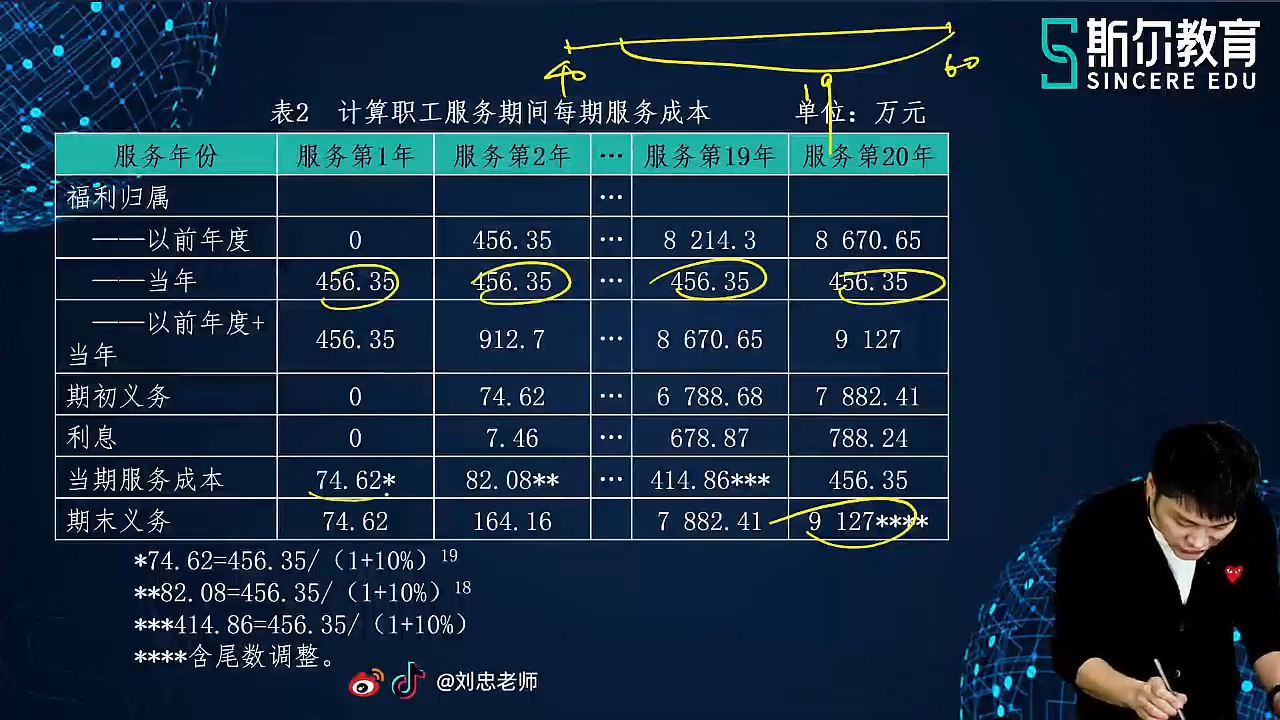 斯尔教育
SINCERE EDU
40
60
19
表2 计算职工服务期间每期服务成本 单位：万元
服务年份 服务第1年 服务第2年 … 服务第19年 服务第20年
福利归属 …
——以前年度 0 456.35 … 8 214.3 8 670.65
——当年 456.35 456.35 … 456.35 456.35
——以前年度+
当年 456.35 912.7 … 8 670.65 9 127
期初义务 0 74.62 … 6 788.68 7 882.41
利息 0 7.46 … 678.87 788.24
当期服务成本 74.62* 82.08** … 414.86*** 456.35
期末义务 74.62 164.16 7 882.41 9 127****
*74.62=456.35/（1+10%）19
**82.08=456.35/（1+10%）18
***414.86=456.35/（1+10%）
****含尾数调整。
@刘忠老师